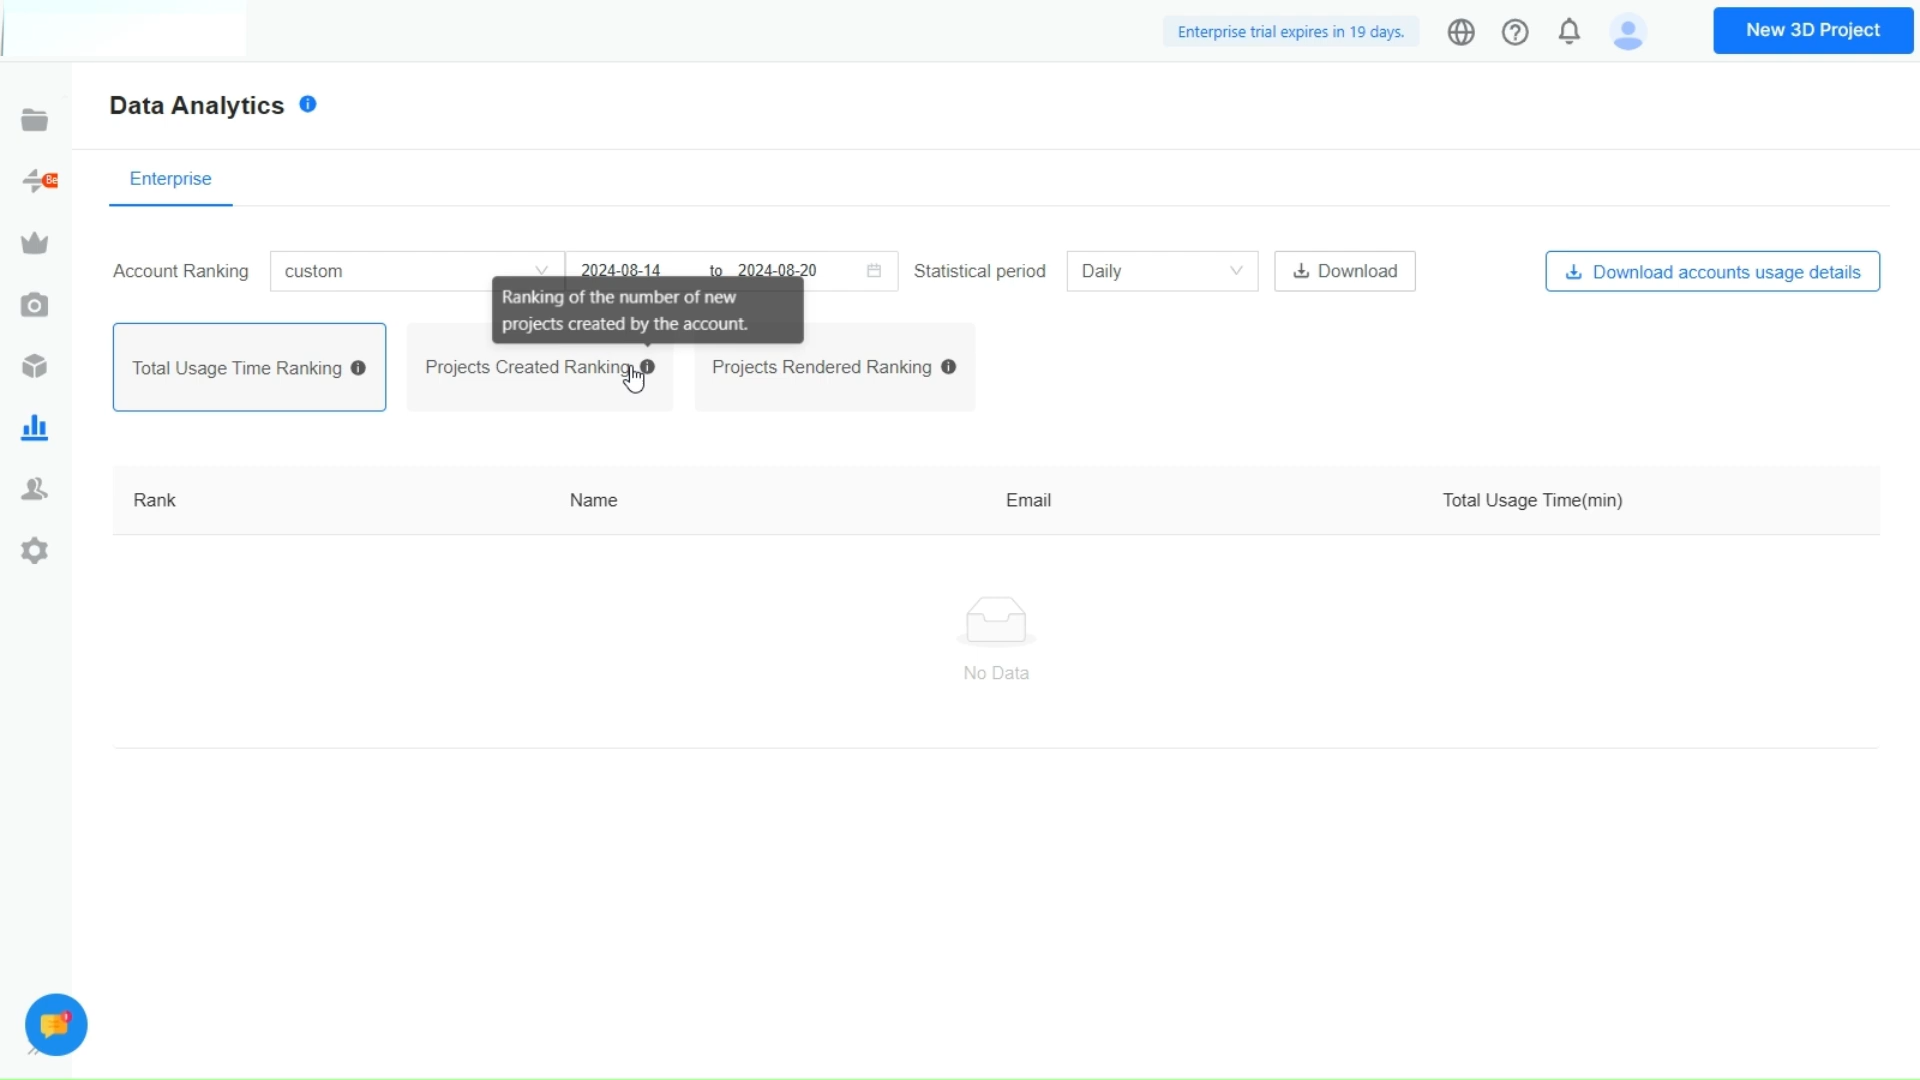 Enterprise trial expires in 19 days.
New 3D Project
Data Analytics
Be
Enterprise
Account Ranking custom 2024-08-14 to 2024-08-20 Statistical period Daily Download Download accounts usage details
Ranking of the number of new
projects created by the account.
Total Usage Time Ranking Projects Created Ranking Projects Rendered Ranking
Rank Name Email Total Usage Time(min)
No Data